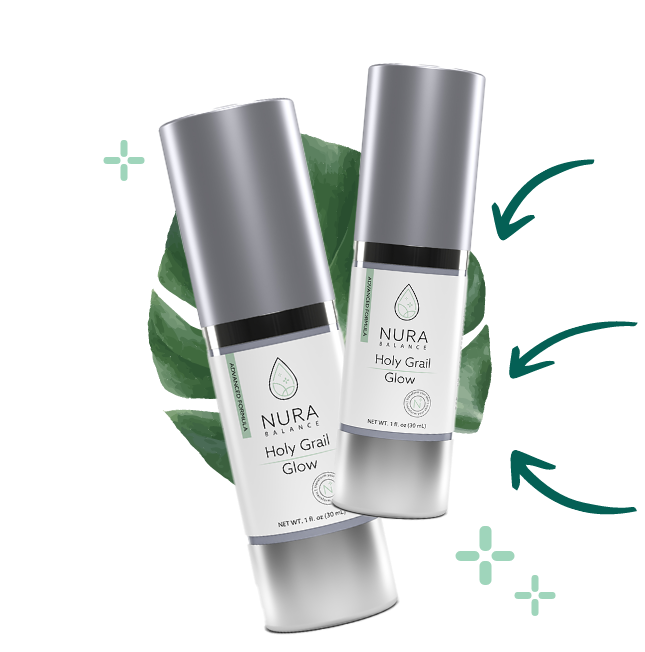 ADVANCED FORMULA
NURA
BALANCE
Holy Grail
Glow
NET WT. 1 fl. oz (30 mL)
ADVANCED FORMULA
NURA
BALANCE
Holy Grail
Glow
N
NET WT. 1 fl. oz (30 mL)